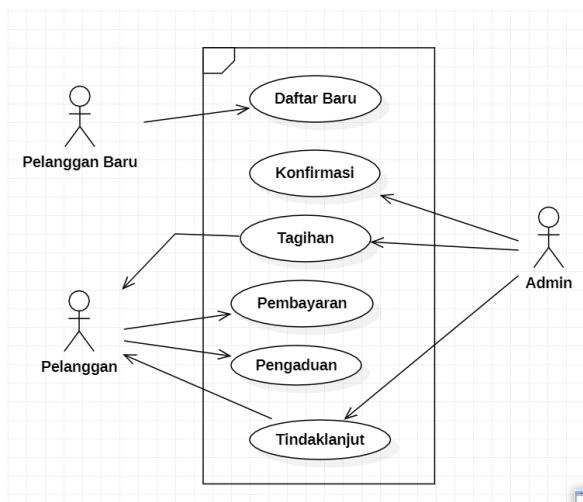 Daftar Baru
Pelanggan Baru
Konfirmasi
Tagihan
Admin
Pembayaran
Pelanggan
Pengaduan
Tindaklanjut